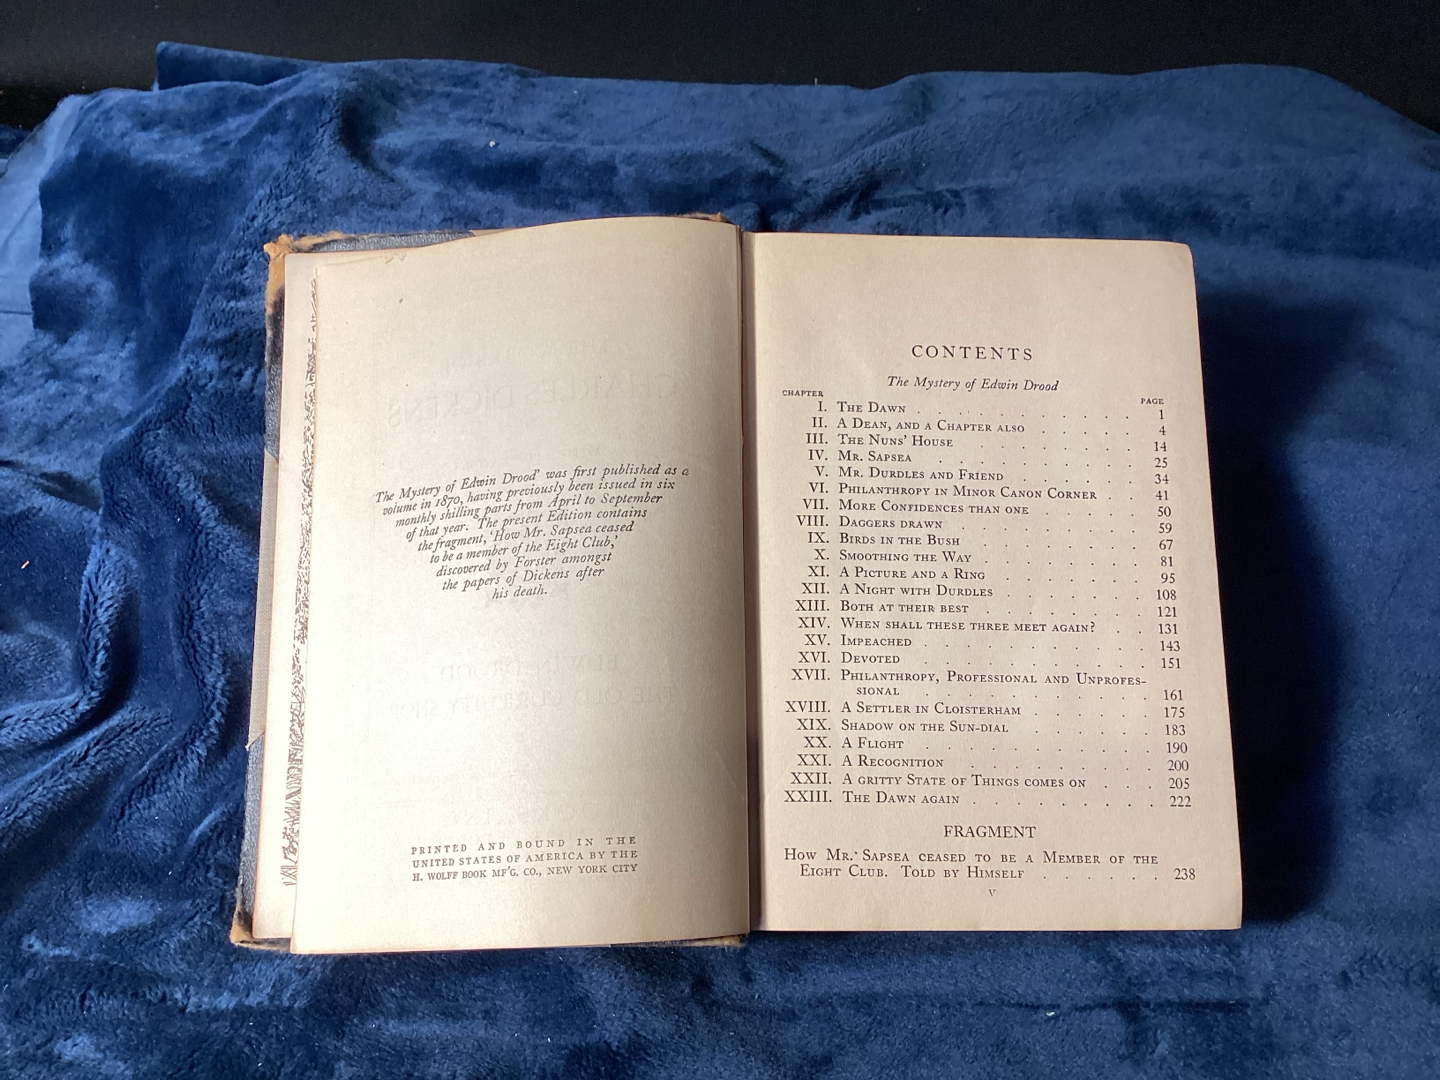 The Mystery of Edwin Drood' was first published as a
volume in 1870, having previously been issued in six
monthly shilling parts from April to September
of that year. The present Edition contains
the fragment, 'How Mr. Sapsea ceased
to be a member of the Eight Club,'
discovered by Forster amongst
the papers of Dickens after
his death.
PRINTED AND BOUND IN THE
UNITED STATES OF AMERICA BY THE
H. WOLFF BOOK MF'G. CO., NEW YORK CITY
CONTENTS
The Mystery of Edwin Drood
CHAPTER PAGE
I. The Dawn . . . . . . . . . 1
II. A Dean, and a Chapter also . . . . . 4
III. The Nuns' House . . . . . . 14
IV. Mr. Sapsea . . . . . . . . 25
V. Mr. Durdles and Friend . . . . . 34
VI. Philanthropy in Minor Canon Corner . . 41
VII. More Confidences than one . . . . 50
VIII. Daggers drawn . . . . . . . 59
IX. Birds in the Bush . . . . . . 67
X. Smoothing the Way . . . . . . 81
XI. A Picture and a Ring . . . . . 95
XII. A Night with Durdles . . . . . 108
XIII. Both at their best . . . . . . 121
XIV. When shall these three meet again? . . 131
XV. Impeached . . . . . . . . 143
XVI. Devoted . . . . . . . . 151
XVII. Philanthropy, Professional and Unprofes-
sional . . . . . . . . 161
XVIII. A Settler in Cloisterham . . . . 175
XIX. Shadow on the Sun-dial . . . . . 183
XX. A Flight . . . . . . . . 190
XXI. A Recognition . . . . . . . 200
XXII. A gritty State of Things comes on . . . 205
XXIII. The Dawn again . . . . . . . 222
FRAGMENT
How Mr. Sapsea ceased to be a Member of the
Eight Club. Told by Himself . . . . . . 238
V